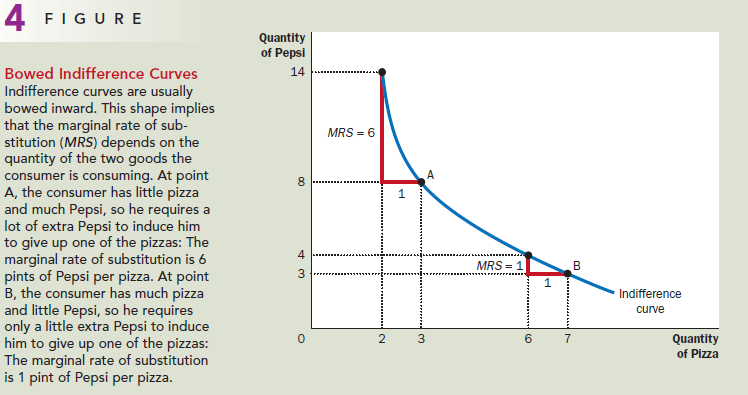 4 FIGURE
Bowed Indifference Curves
Indifference curves are usually
bowed inward. This shape implies
that the marginal rate of sub-
stitution (MRS) depends on the
quantity of the two goods the
consumer is consuming. At point
A, the consumer has little pizza
and much Pepsi, so he requires a
lot of extra Pepsi to induce him
to give up one of the pizzas: The
marginal rate of substitution is 6
pints of Pepsi per pizza. At point
B, the consumer has much pizza
and little Pepsi, so he requires
only a little extra Pepsi to induce
him to give up one of the pizzas:
The marginal rate of substitution
is 1 pint of Pepsi per pizza.
Quantity
of Pepsi
14
MRS = 6
8
A
1
4
3
MRS = 1
B
1
Indifference
curve
0
2
3
6
7
Quantity
of Pizza